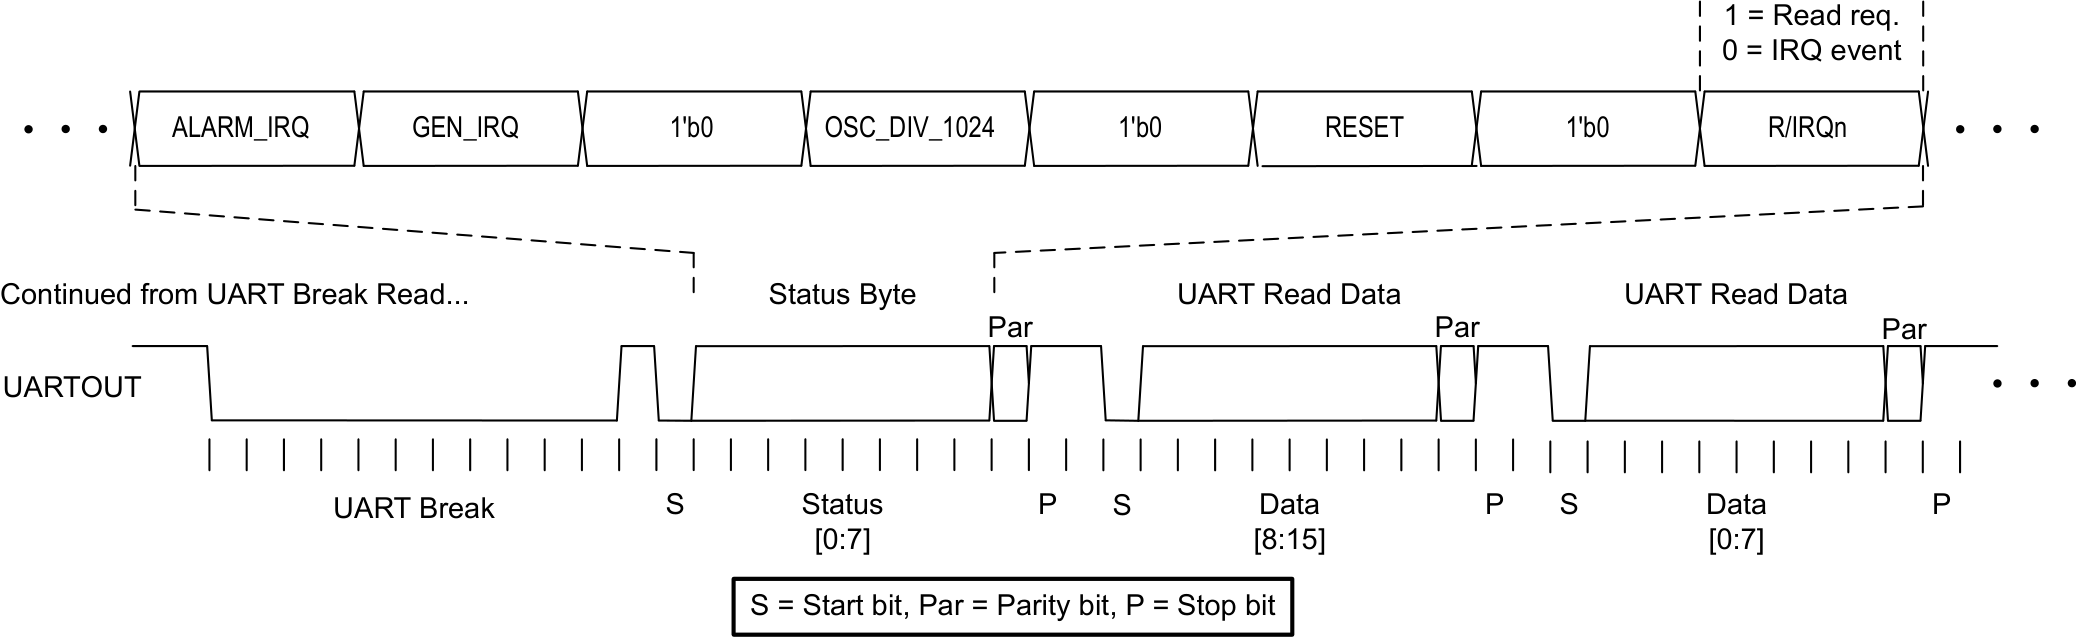 1 = Read req.
0 = IRQ event
• • • ALARM_IRQ GEN_IRQ 1'b0 OSC_DIV_1024 1'b0 RESET 1'b0 R/IRQn • • •
Continued from UART Break Read... Status Byte UART Read Data UART Read Data
Par Par Par
UARTOUT • • •
UART Break S Status P S Data P S Data P
[0:7] [8:15] [0:7]
S = Start bit, Par = Parity bit, P = Stop bit